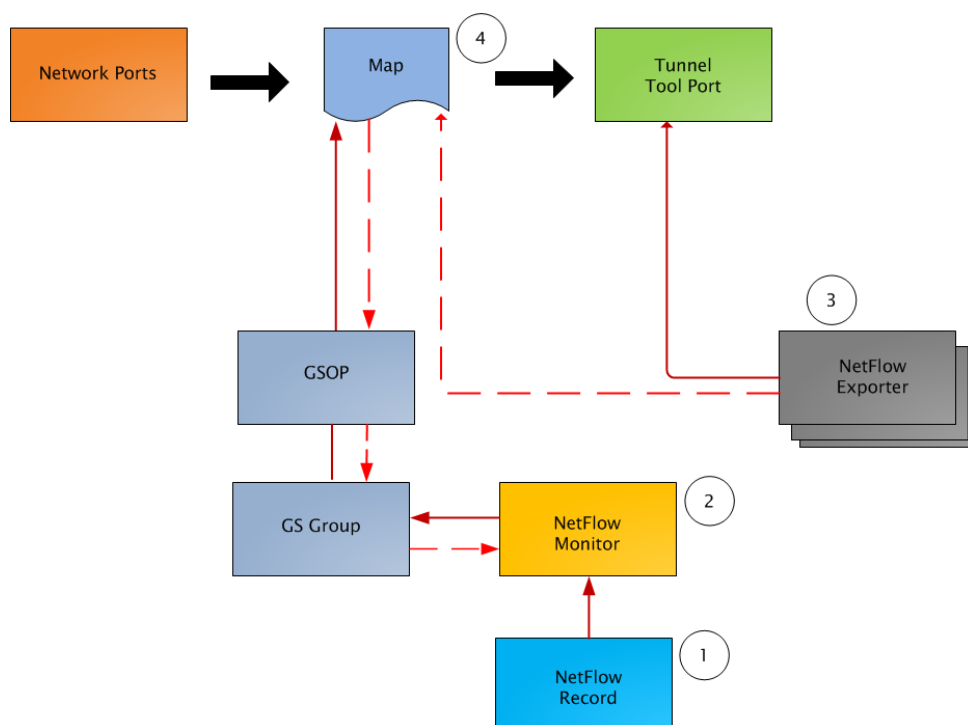 Network Ports
Map
4
Tunnel
Tool Port
3
GSOP
NetFlow
Exporter
GS Group
NetFlow
Monitor
2
NetFlow
Record
1